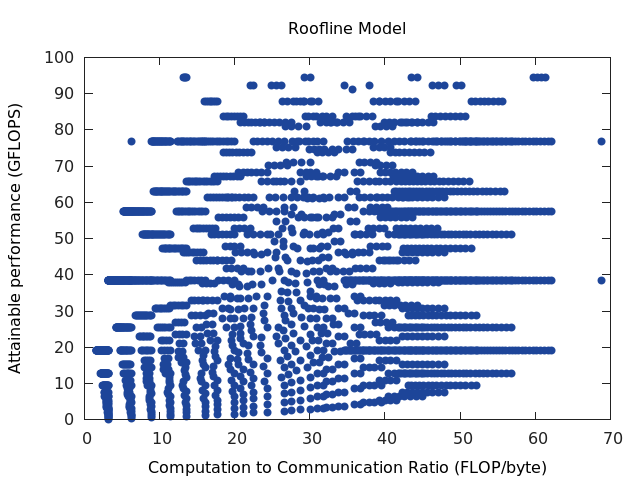 Roofline Model
Attainable performance (GFLOPS)
100
90
80
70
60
50
40
30
20
10
0
0 10 20 30 40 50 60 70
Computation to Communication Ratio (FLOP/byte)